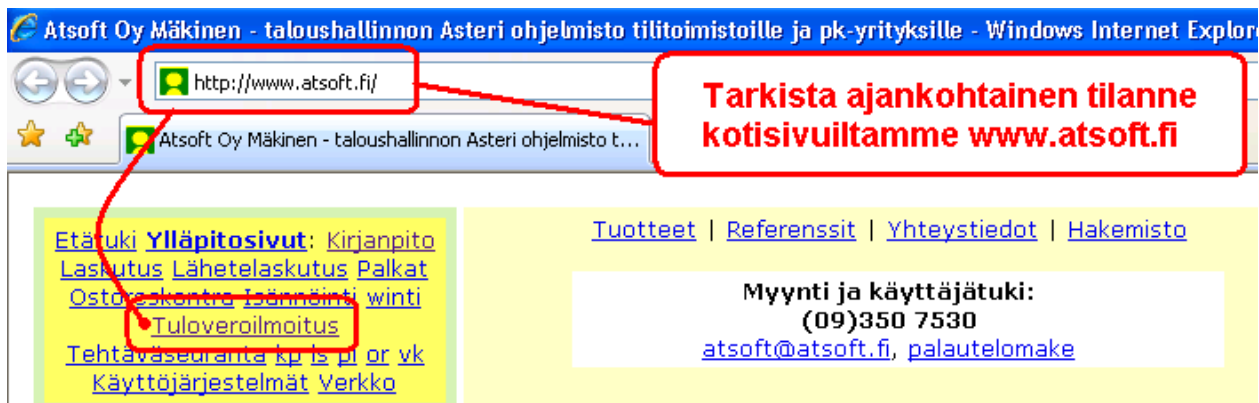 Atsoft Oy Mäkinen - taloushallinnon Asteri ohjelmisto tilitoimistoille ja pk-yrityksille - Windows Internet Explor
http://www.atsoft.fi/
Tarkista ajankohtainen tilanne
kotisivuiltamme www.atsoft.fi
Atsoft Oy Mäkinen - taloushallinnon Asteri ohjelmisto t...
Etätuki Ylläpitosivut: Kirjanpito
Laskutus Lähetelaskutus Palkat
Ostoreskontra Isännöinti winti
Tuloveroilmoitus
Tehtäväseuranta kp ls pl or vk
Käyttöjärjestelmät Verkko
Tuotteet | Referenssit | Yhteystiedot | Hakemisto
Myynti ja käyttäjätuki:
(09)350 7530
atsoft@atsoft.fi, palautelomake